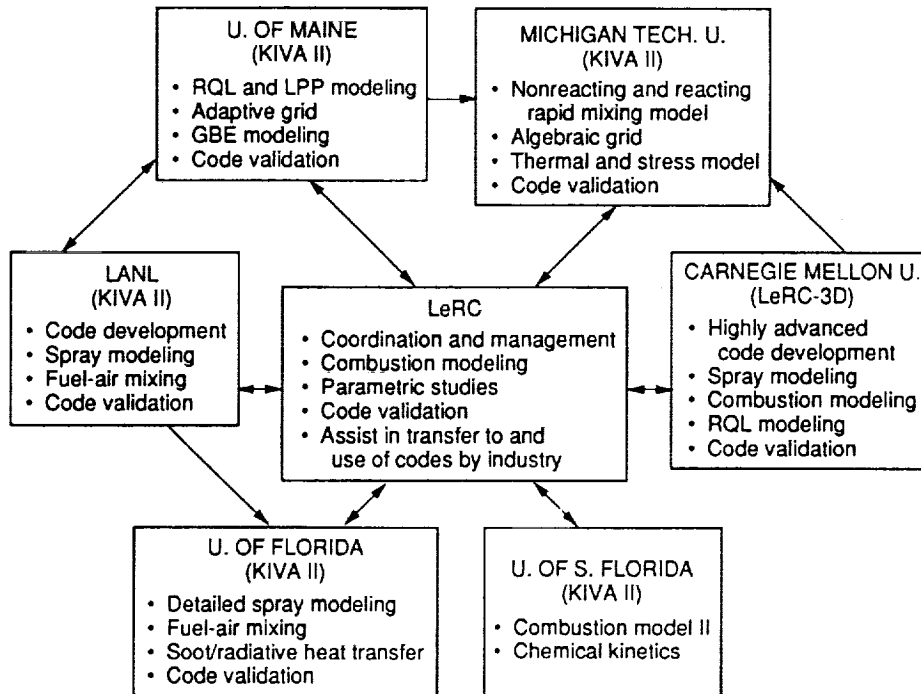 U. OF MAINE
(KIVA II)
• RQL and LPP modeling
• Adaptive grid
• GBE modeling
• Code validation
MICHIGAN TECH. U.
(KIVA II)
• Nonreacting and reacting
rapid mixing model
• Algebraic grid
• Thermal and stress model
• Code validation
LANL
(KIVA II)
• Code development
• Spray modeling
• Fuel-air mixing
• Code validation
LeRC
• Coordination and management
• Combustion modeling
• Parametric studies
• Code validation
• Assist in transfer to and
use of codes by industry
CARNEGIE MELLON U.
(LeRC-3D)
• Highly advanced
code development
• Spray modeling
• Combustion modeling
• RQL modeling
• Code validation
U. OF FLORIDA
(KIVA II)
• Detailed spray modeling
• Fuel-air mixing
• Soot/radiative heat transfer
• Code validation
U. OF S. FLORIDA
(KIVA II)
• Combustion model II
• Chemical kinetics